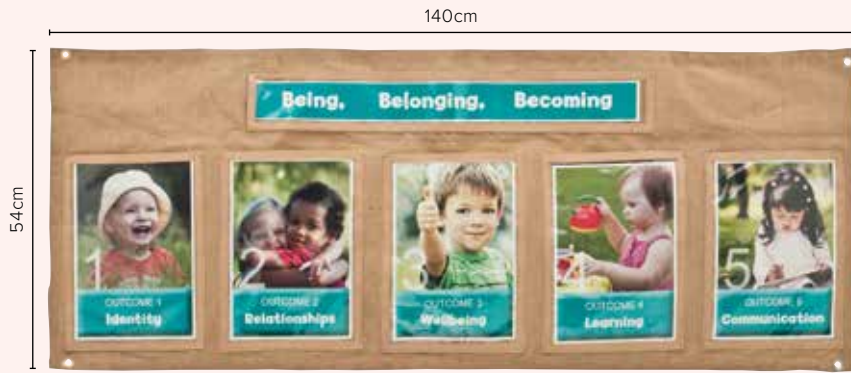 140cm
54cm
Being, Belonging, Becoming
1
OUTCOME 1
Identity
2
OUTCOME 2
Relationships
3
OUTCOME 3
Wellbeing
4
OUTCOME 4
Learning
5
OUTCOME 5
Communication